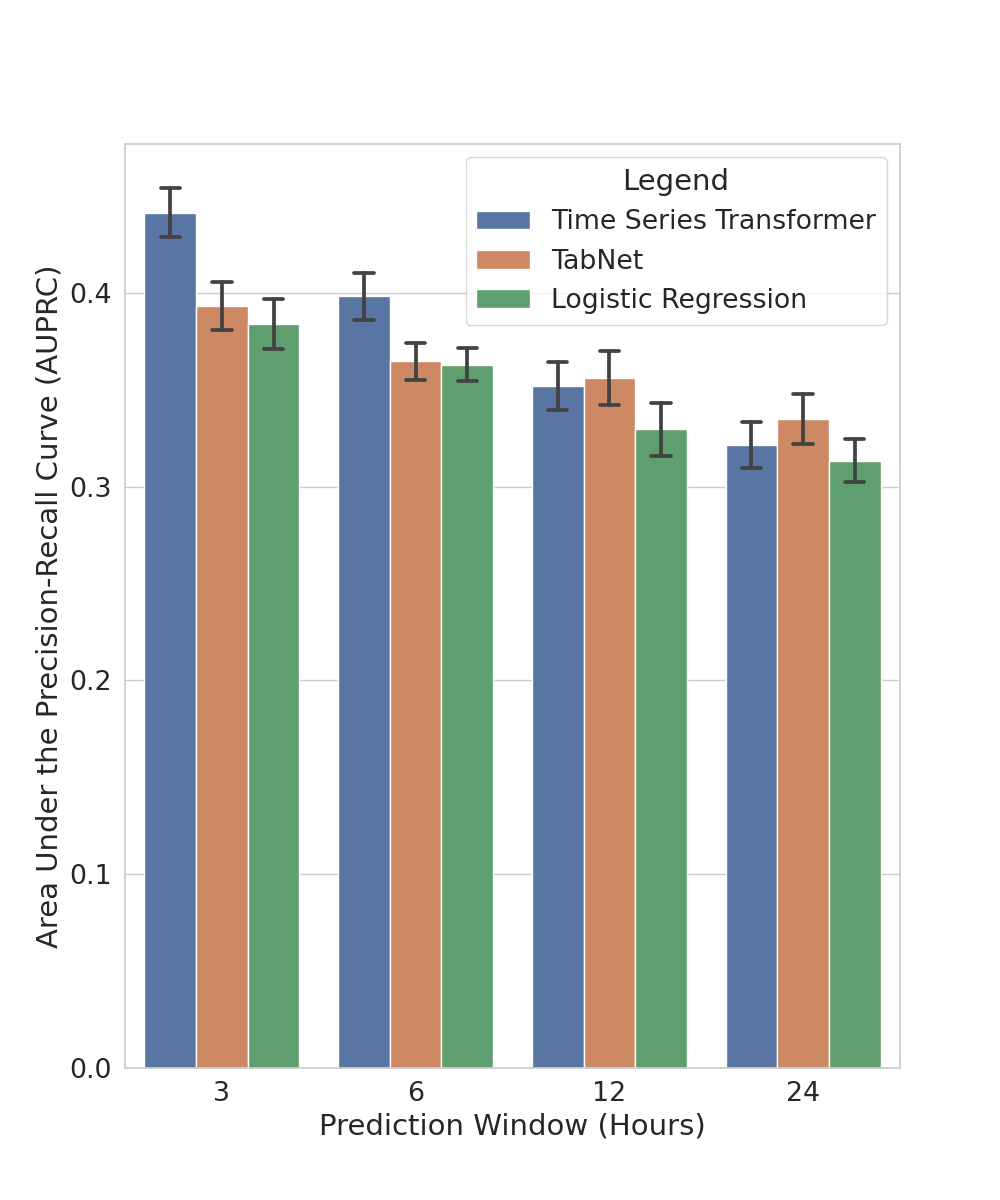 Legend
Time Series Transformer
TabNet
Logistic Regression
Area Under the Precision-Recall Curve (AUPRC)
0.4
0.3
0.2
0.1
0.0
3
6
12
24
Prediction Window (Hours)